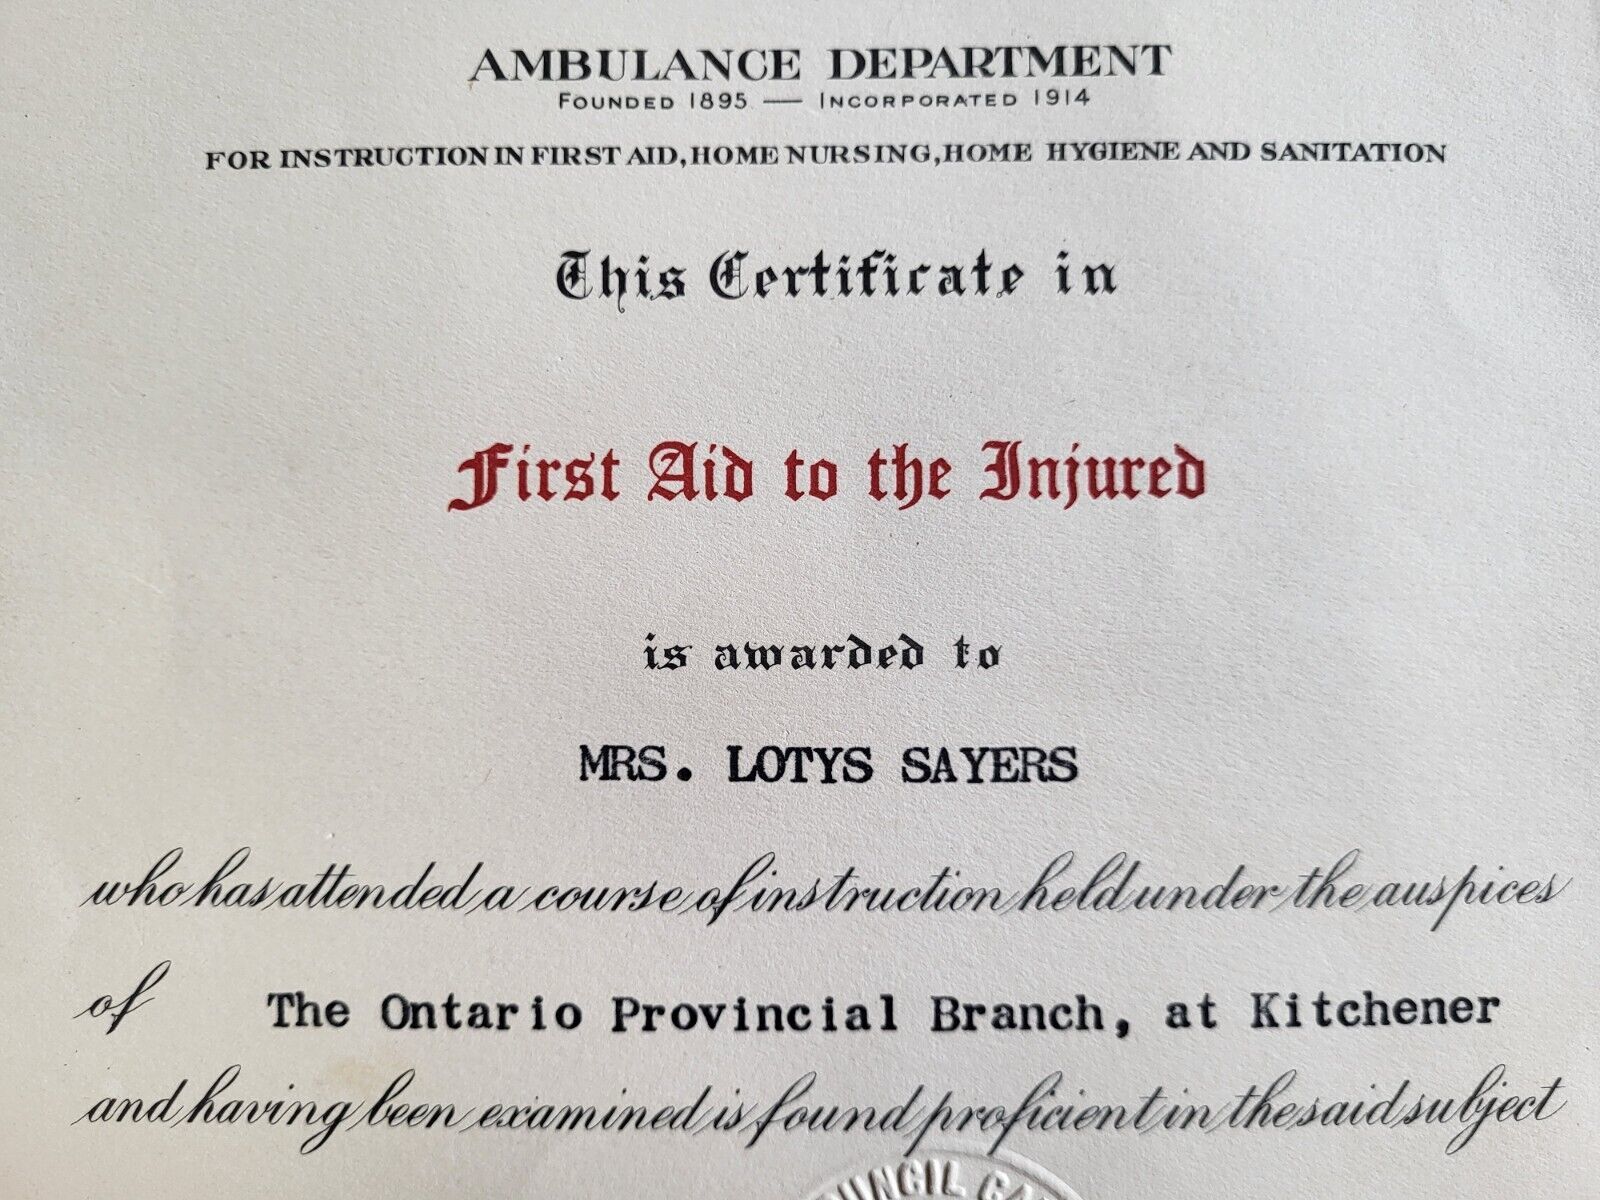 AMBULANCE DEPARTMENT
FOUNDED 1895 — INCORPORATED 1914
FOR INSTRUCTION IN FIRST AID, HOME NURSING, HOME HYGIENE AND SANITATION
This Certificate in
First Aid to the Injured
is awarded to
MRS. LOTYS SAYERS
who has attended a course of instruction held under the auspices
of The Ontario Provincial Branch, at Kitchener
and having been examined is found proficient in the said subject
COUNCIL